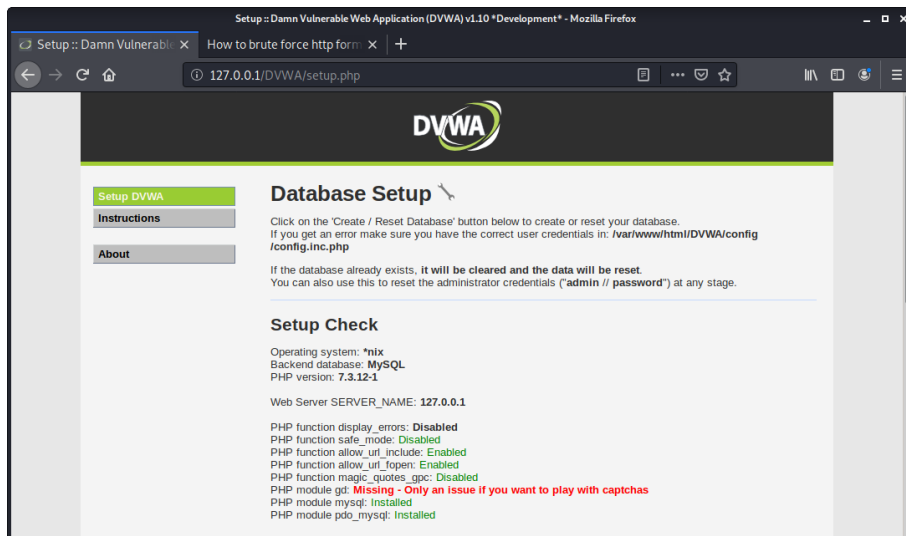 Setup :: Damn Vulnerable Web Application (DVWA) v1.10 *Development* - Mozilla Firefox
Setup :: Damn Vulnerable
How to brute force http form
127.0.0.1/DVWA/setup.php
DVWA
Setup DVWA
Instructions
About
Database Setup
Click on the 'Create / Reset Database' button below to create or reset your database.
If you get an error make sure you have the correct user credentials in: /var/www/html/DVWA/config
/config.inc.php
If the database already exists, it will be cleared and the data will be reset.
You can also use this to reset the administrator credentials ("admin // password") at any stage.
Setup Check
Operating system: *nix
Backend database: MySQL
PHP version: 7.3.12-1
Web Server SERVER_NAME: 127.0.0.1
PHP function display_errors: Disabled
PHP function safe_mode: Disabled
PHP function allow_url_include: Enabled
PHP function allow_url_fopen: Enabled
PHP function magic_quotes_gpc: Disabled
PHP module gd: Missing - Only an issue if you want to play with captchas
PHP module mysql: Installed
PHP module pdo_mysql: Installed